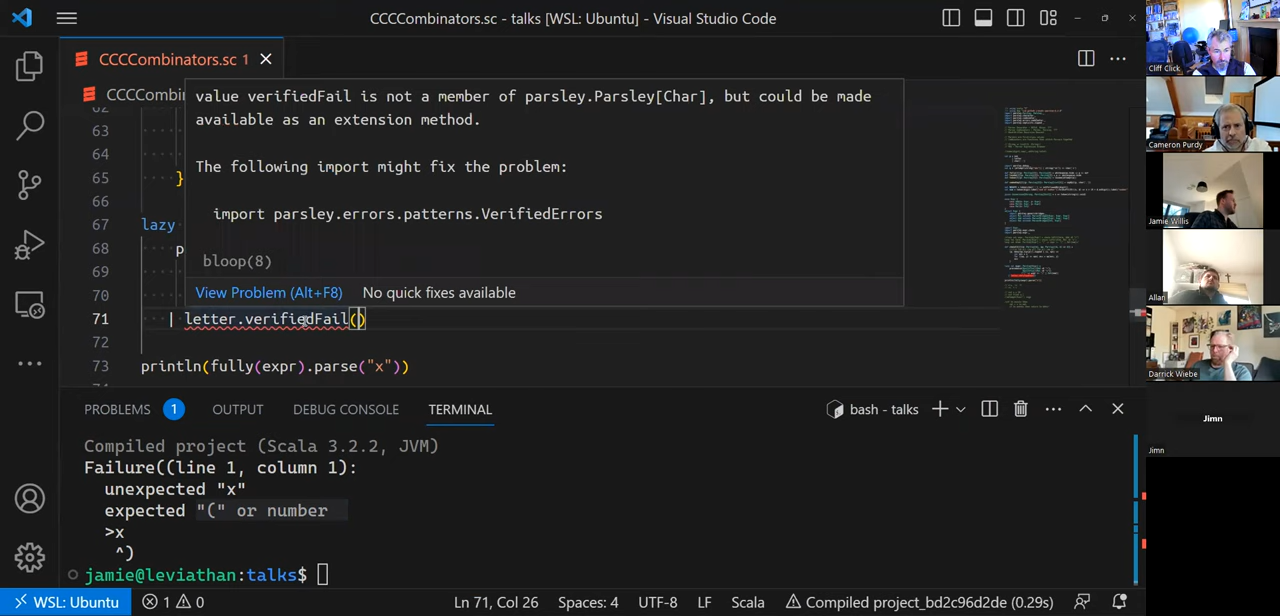 CCCCombinators.sc - talks [WSL: Ubuntu] - Visual Studio Code
CCCCombinators.sc 1
CCCCombin
value verifiedFail is not a member of parsley.Parsley[Char], but could be made
available as an extension method.
The following import might fix the problem:
import parsley.errors.patterns.VerifiedErrors
bloop(8)
View Problem (Alt+F8) No quick fixes available
63
64
65 }
66
lazy
68 p
69
70
71 | letter.verifiedFail()
72
73 println(fully(expr).parse("x"))
PROBLEMS 1 OUTPUT DEBUG CONSOLE TERMINAL bash - talks
Compiled project (Scala 3.2.2, JVM)
Failure((line 1, column 1):
unexpected "x"
expected "(" or number
>x
^)
jamie@leviathan:talks$
WSL: Ubuntu 1 0 Ln 71, Col 26 Spaces: 4 UTF-8 LF Scala Compiled project_bd2c96d2de (0.29s)
Cliff Click
Cameron Purdy
Jamie Willis
Allan
Darrick Wiebe
Jimn
Jimn